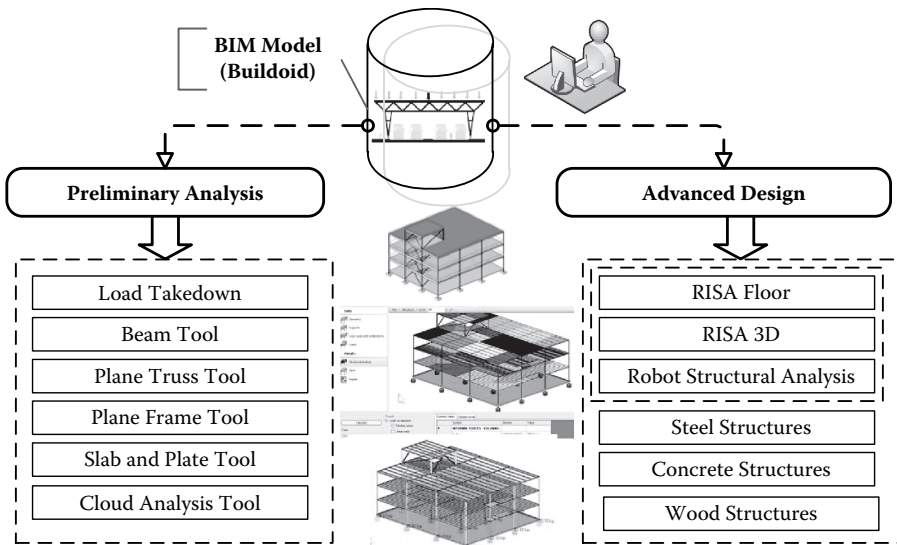 BIM Model
(Buildoid)
Preliminary Analysis
Advanced Design
Load Takedown
Beam Tool
Plane Truss Tool
Plane Frame Tool
Slab and Plate Tool
Cloud Analysis Tool
RISA Floor
RISA 3D
Robot Structural Analysis
Steel Structures
Concrete Structures
Wood Structures